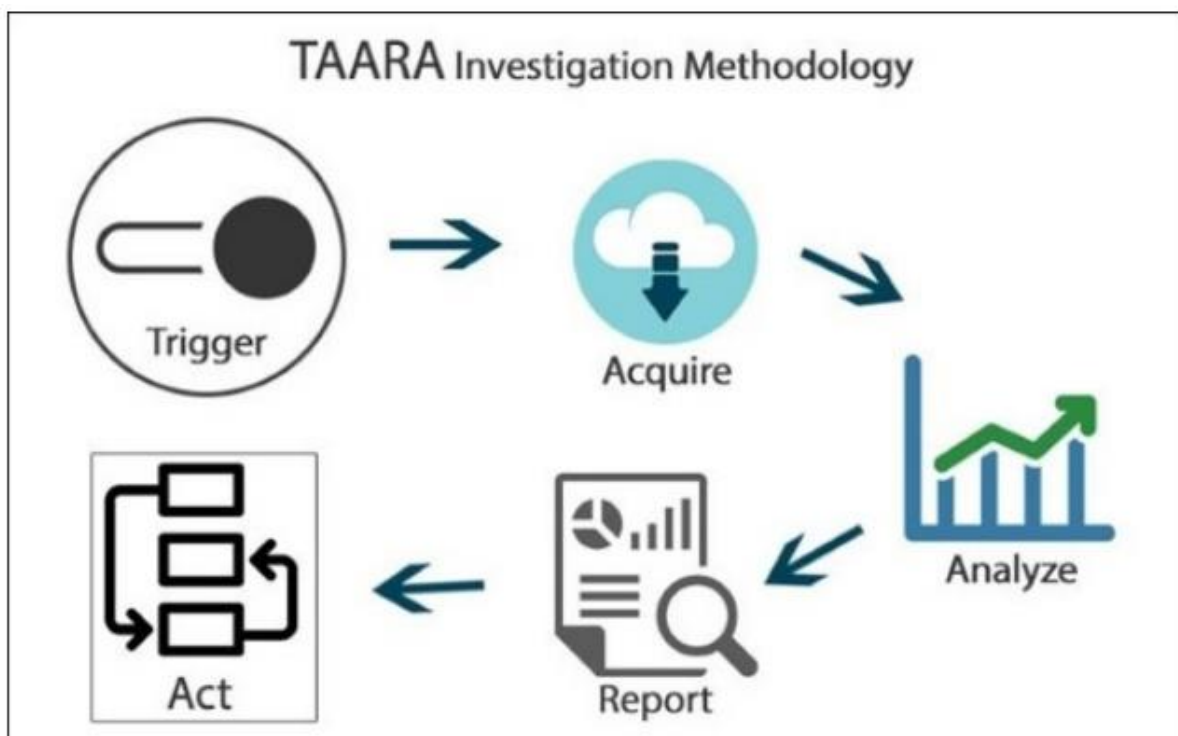 TAARA Investigation Methodology
Trigger
Acquire
Analyze
Report
Act